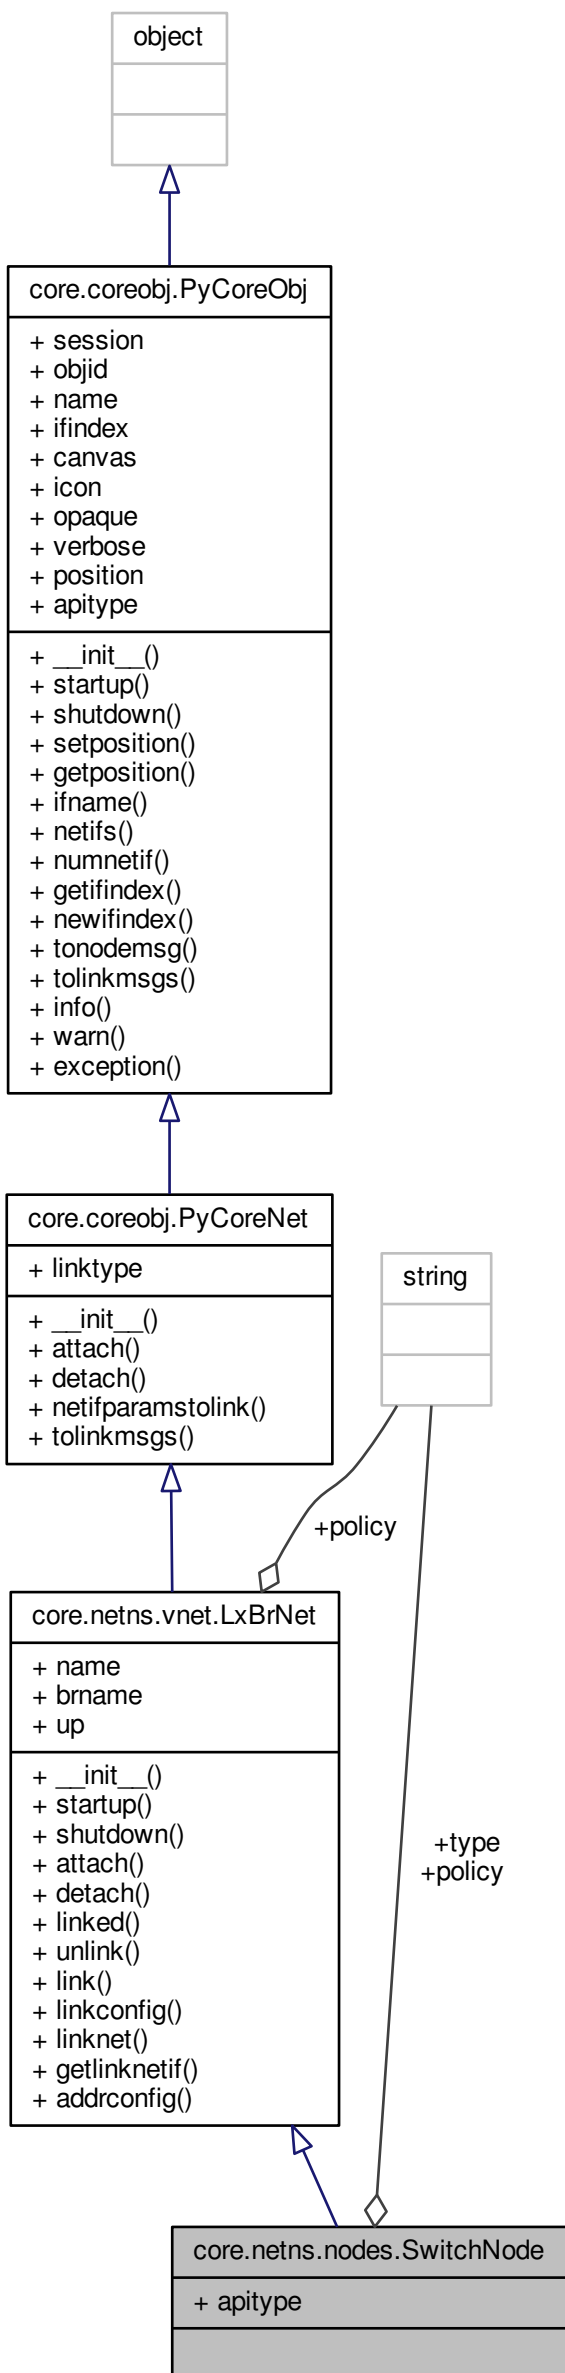 object
core.coreobj.PyCoreObj
+ session
+ objid
+ name
+ ifindex
+ canvas
+ icon
+ opaque
+ verbose
+ position
+ apitype
+ __init__()
+ startup()
+ shutdown()
+ setposition()
+ getposition()
+ ifname()
+ netifs()
+ numnetif()
+ getifindex()
+ newifindex()
+ tonodemsg()
+ tolinkmsgs()
+ info()
+ warn()
+ exception()
core.coreobj.PyCoreNet
+ linktype
+ __init__()
+ attach()
+ detach()
+ netifparamstolink()
+ tolinkmsgs()
string
+policy
core.netns.vnet.LxBrNet
+ name
+ brname
+ up
+ __init__()
+ startup()
+ shutdown()
+ attach()
+ detach()
+ linked()
+ unlink()
+ link()
+ linkconfig()
+ linknet()
+ getlinknetif()
+ addrconfig()
+type
+policy
core.netns.nodes.SwitchNode
+ apitype